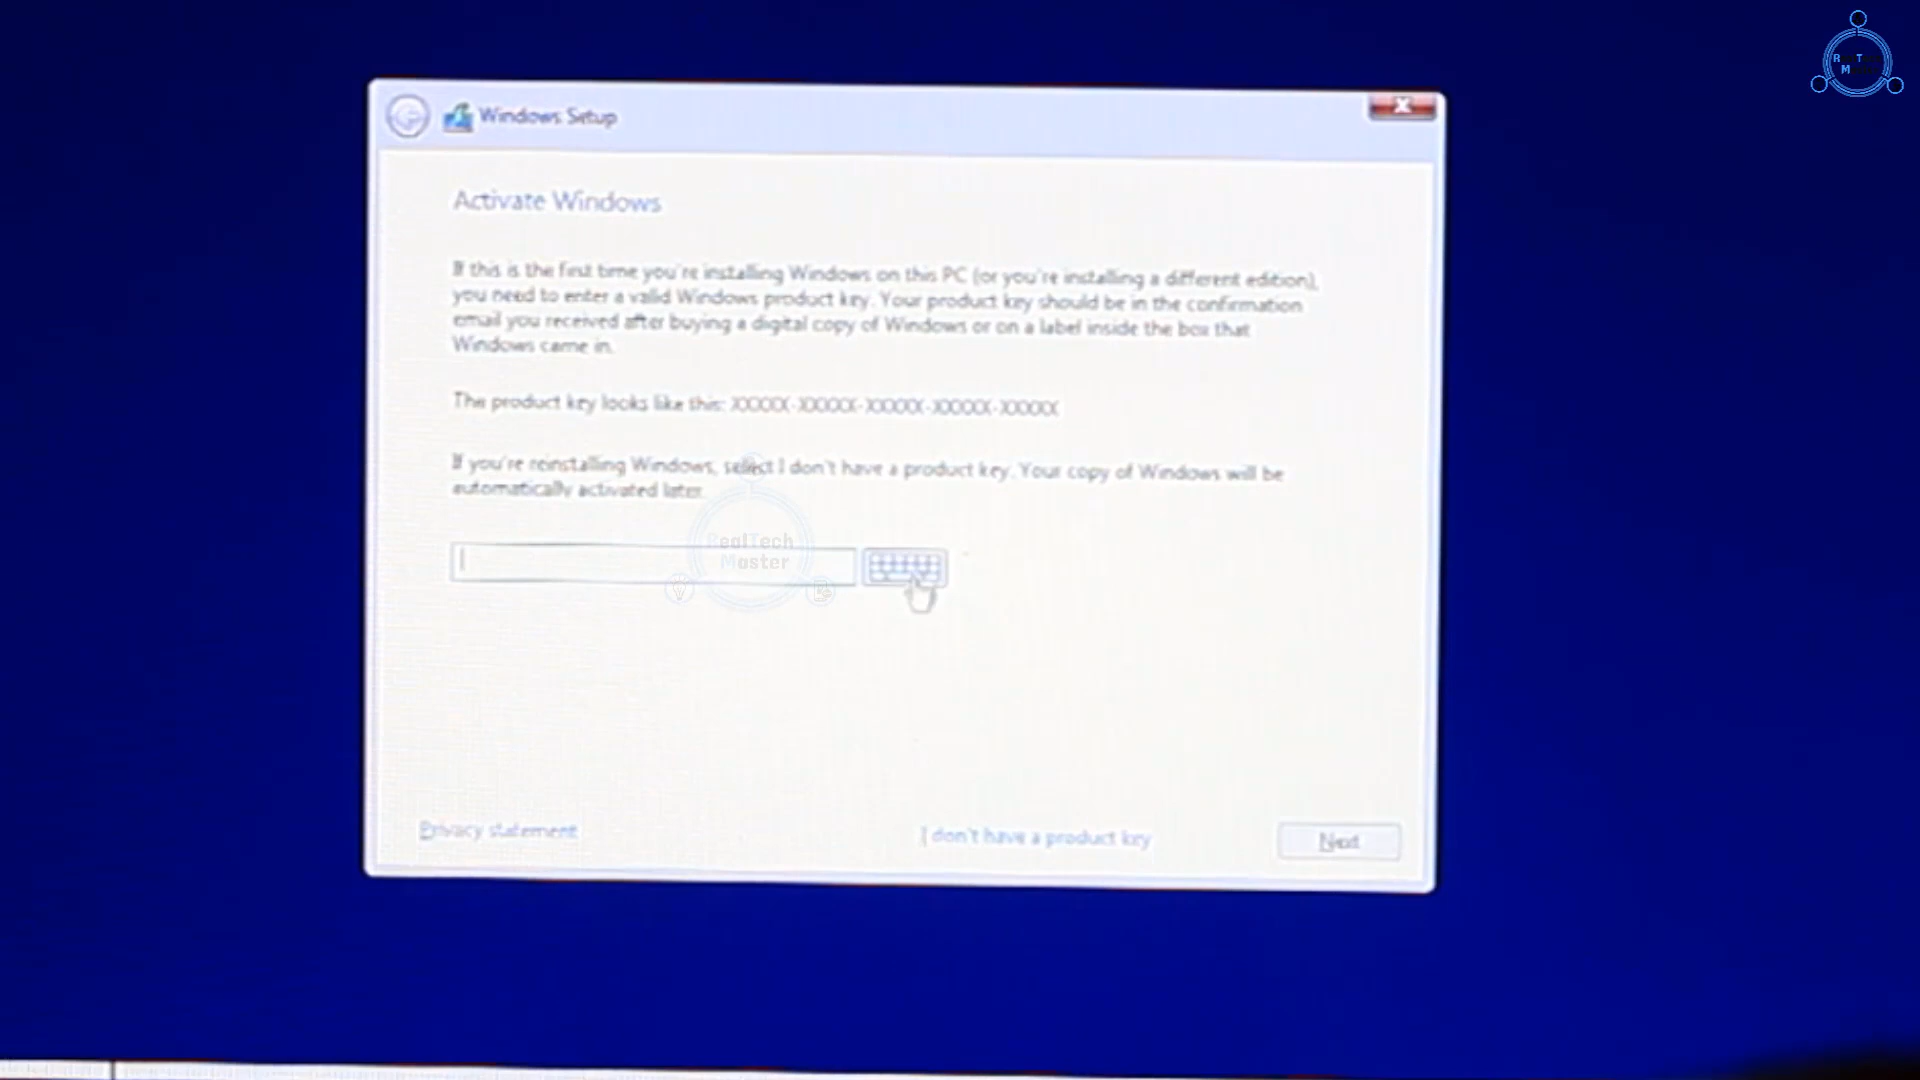 Windows Setup
Activate Windows
If this is the first time you're installing Windows on this PC (or you're installing a different edition),
you need to enter a valid Windows product key. Your product key should be in the confirmation
email you received after buying a digital copy of Windows or on a label inside the box that
Windows came in.
The product key looks like this: XXXXX-XXXXX-XXXXX-XXXXX-XXXXX
If you're reinstalling Windows, select I don't have a product key. Your copy of Windows will be
automatically activated later.
RealTech
Master
Privacy statement
I don't have a product key
Next